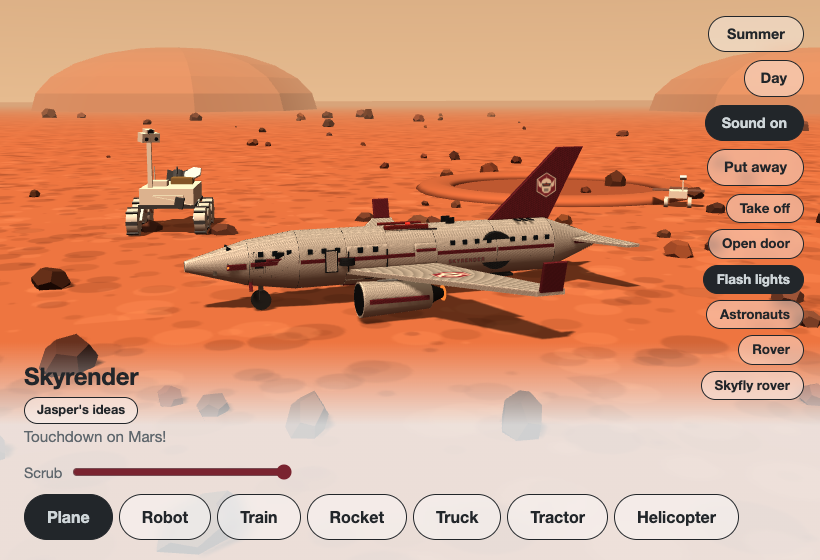 Summer
Day
Sound on
Put away
Take off
Open door
Flash lights
Astronauts
Rover
Skyfly rover
SKYRENDER
Skyrender
Jasper's ideas
Touchdown on Mars!
Scrub
Plane
Robot
Train
Rocket
Truck
Tractor
Helicopter